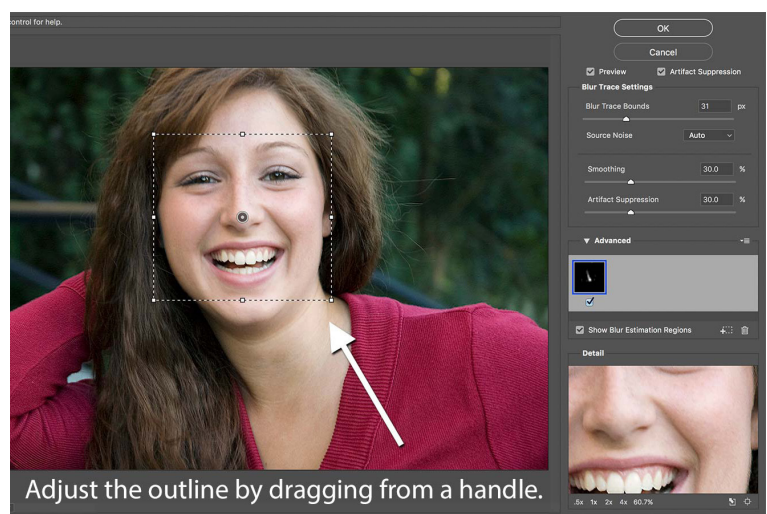 control for help.
OK
Cancel
Preview
Artifact Suppression
Blur Trace Settings
Blur Trace Bounds 31 px
Source Noise Auto
Smoothing 30.0 %
Artifact Suppression 30.0 %
Advanced
Show Blur Estimation Regions
Detail
.5x 1x 2x 4x 60.7%
Adjust the outline by dragging from a handle.